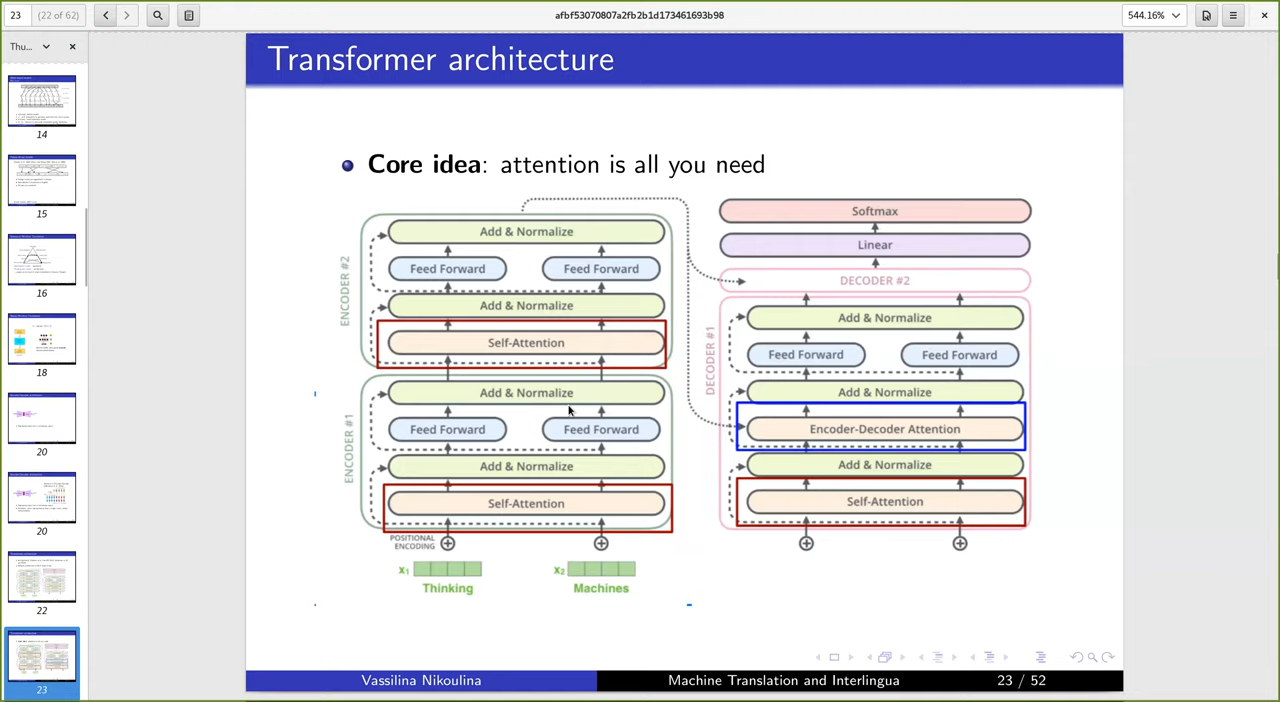 23
(22 of 62)
afbf53070807a2fb2b1d173461693b98
544.16%
Thu...
14
15
16
18
20
20
22
23
Transformer architecture
Core idea: attention is all you need
ENCODER #2
Add & Normalize
Feed Forward
Feed Forward
Add & Normalize
Self-Attention
ENCODER #1
Add & Normalize
Feed Forward
Feed Forward
Add & Normalize
Self-Attention
POSITIONAL
ENCODING
x₁
x₂
Thinking
Machines
Softmax
Linear
DECODER #2
DECODER #1
Add & Normalize
Feed Forward
Feed Forward
Add & Normalize
Encoder-Decoder Attention
Add & Normalize
Self-Attention
Vassilina Nikoulina
Machine Translation and Interlingua
23 / 52